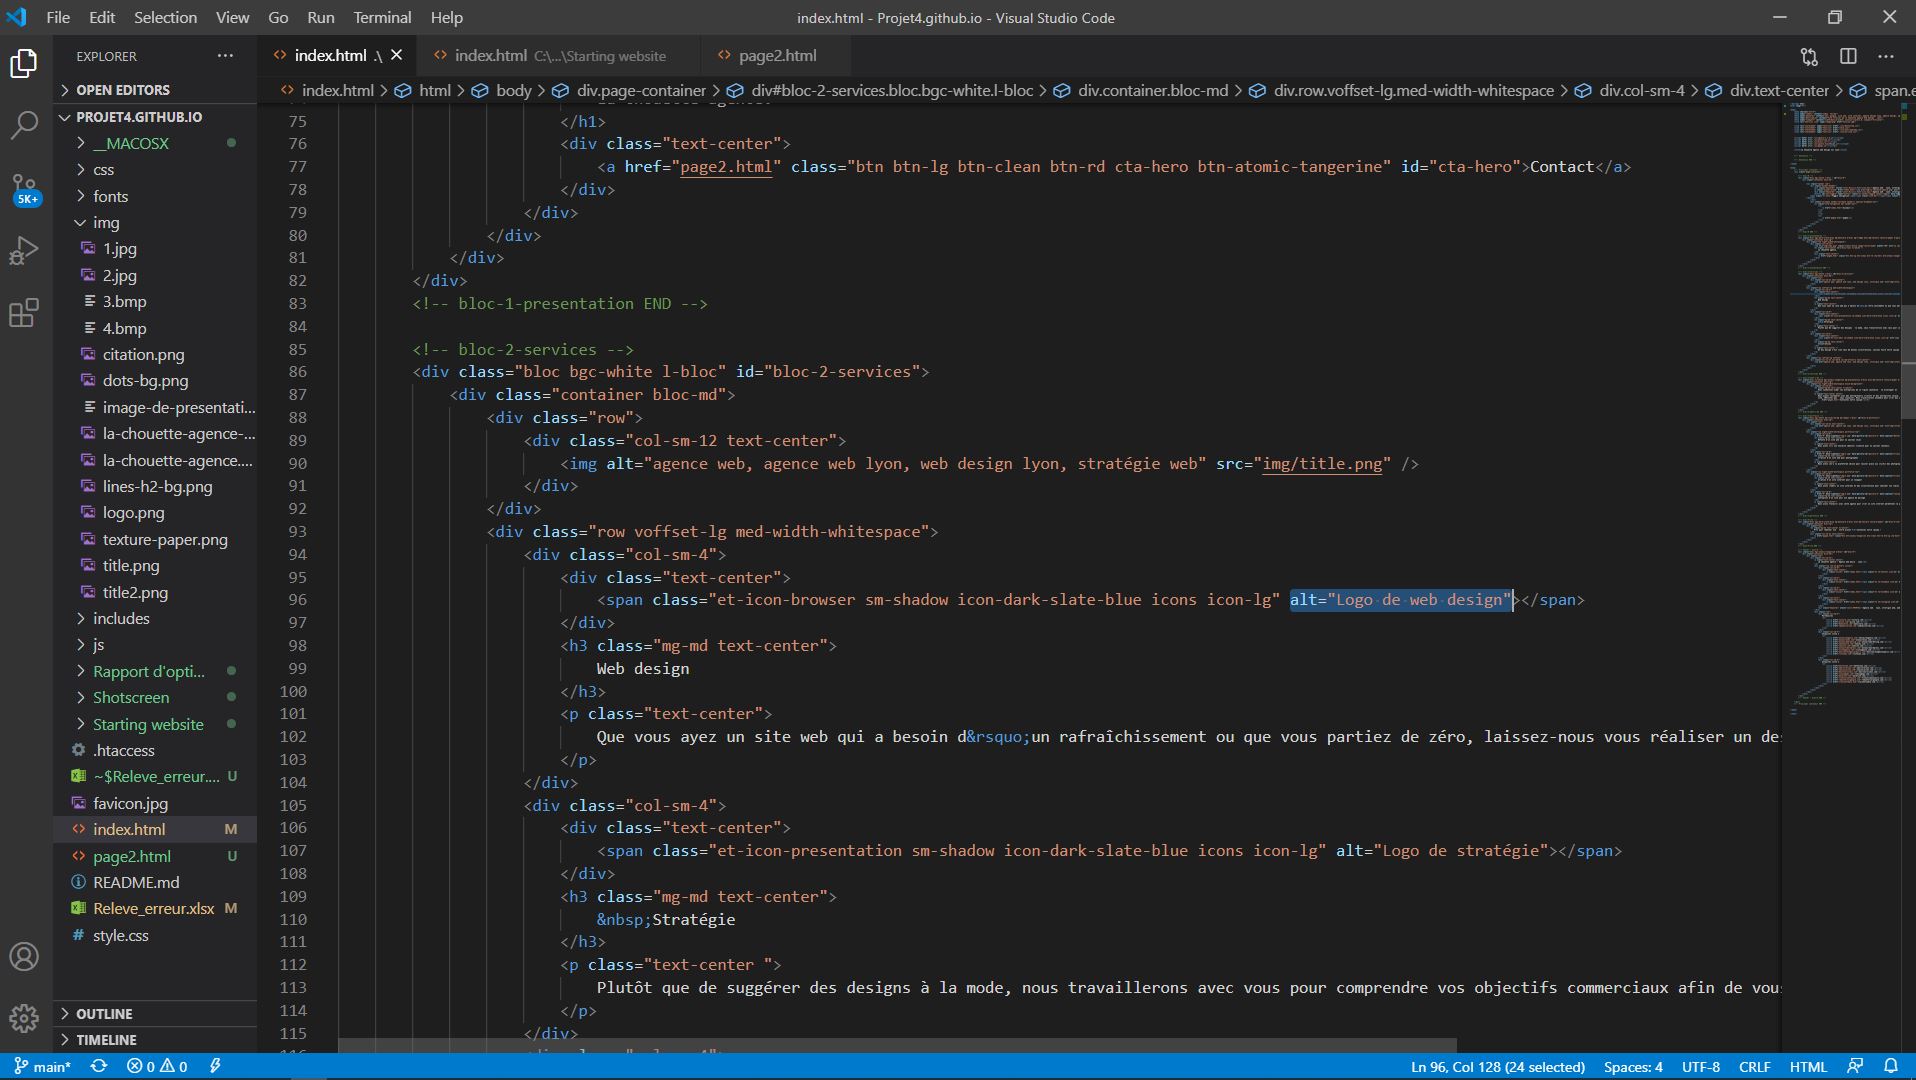 File Edit Selection View Go Run Terminal Help
index.html - Projet4.github.io - Visual Studio Code
EXPLORER
index.html .\
index.html C:\...\Starting website
page2.html
OPEN EDITORS
index.html > html > body > div.page-container > div#bloc-2-services.bloc.bgc-white.l-bloc > div.container.bloc-md > div.row.voffset-lg.med-width-whitespace > div.col-sm-4 > div.text-center > span.e
PROJET4.GITHUB.IO
__MACOSX
css
fonts
5K+
img
1.jpg
2.jpg
3.bmp
4.bmp
citation.png
dots-bg.png
image-de-presentati...
la-chouette-agence-...
la-chouette-agence....
lines-h2-bg.png
logo.png
texture-paper.png
title.png
title2.png
includes
js
Rapport d'opti...
Shotscreen
Starting website
.htaccess
~$Releve_erreur.... U
favicon.jpg
index.html M
page2.html U
README.md
Releve_erreur.xlsx M
style.css
OUTLINE
TIMELINE
75 </h1>
76 <div class="text-center">
77 <a href="page2.html" class="btn btn-lg btn-clean btn-rd cta-hero btn-atomic-tangerine" id="cta-hero">Contact</a>
78 </div>
79 </div>
80 </div>
81 </div>
82 </div>
83 <!-- bloc-1-presentation END -->
84
85 <!-- bloc-2-services -->
86 <div class="bloc bgc-white l-bloc" id="bloc-2-services">
87 <div class="container bloc-md">
88 <div class="row">
89 <div class="col-sm-12 text-center">
90 <img alt="agence web, agence web lyon, web design lyon, stratégie web" src="img/title.png" />
91 </div>
92 </div>
93 <div class="row voffset-lg med-width-whitespace">
94 <div class="col-sm-4">
95 <div class="text-center">
96 <span class="et-icon-browser sm-shadow icon-dark-slate-blue icons icon-lg" alt="Logo de web design"></span>
97 </div>
98 <h3 class="mg-md text-center">
99 Web design
100 </h3>
101 <p class="text-center">
102 Que vous ayez un site web qui a besoin d&rsquo;un rafraîchissement ou que vous partiez de zéro, laissez-nous vous réaliser un de
103 </p>
104 </div>
105 <div class="col-sm-4">
106 <div class="text-center">
107 <span class="et-icon-presentation sm-shadow icon-dark-slate-blue icons icon-lg" alt="Logo de stratégie"></span>
108 </div>
109 <h3 class="mg-md text-center">
110 &nbsp;Stratégie
111 </h3>
112 <p class="text-center ">
113 Plutôt que de suggérer des designs à la mode, nous travaillerons avec vous pour comprendre vos objectifs commerciaux afin de vou
114 </p>
115 </div>
main* 0 0 Ln 96, Col 128 (24 selected) Spaces: 4 UTF-8 CRLF HTML